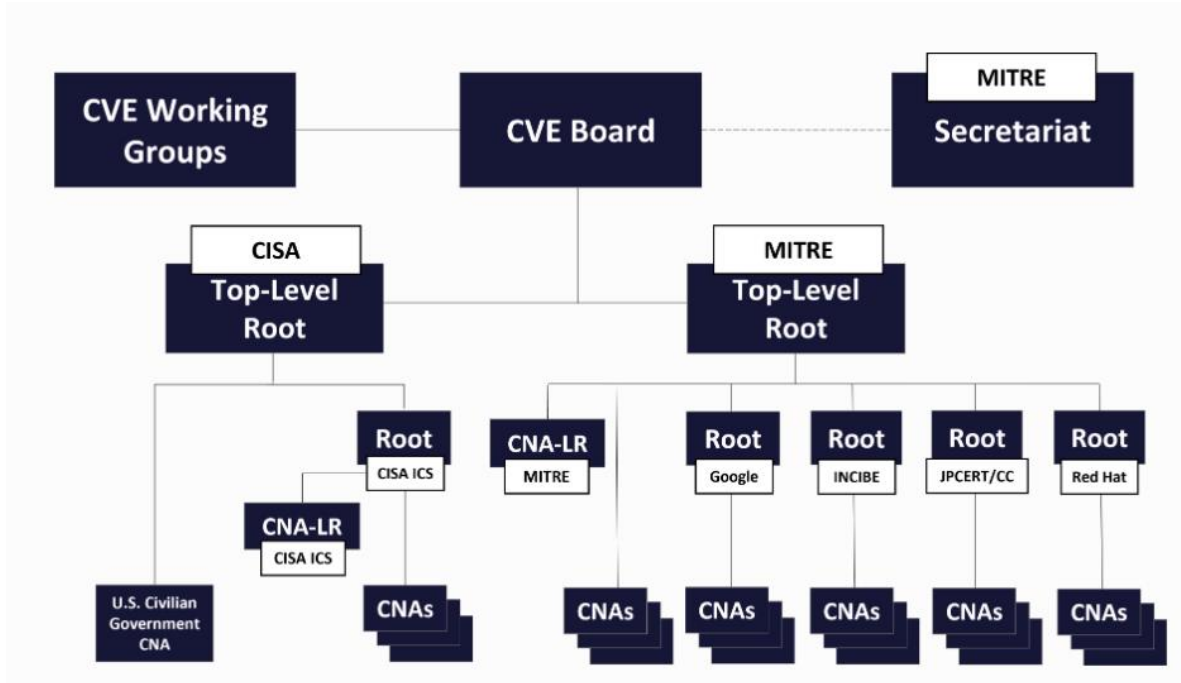 CVE Working
Groups
CVE Board
MITRE
Secretariat
CISA
Top-Level
Root
MITRE
Top-Level
Root
Root
CISA ICS
CNA-LR
CISA ICS
U.S. Civilian
Government
CNA
CNAs
CNA-LR
MITRE
CNAs
Root
Google
CNAs
Root
INCIBE
CNAs
Root
JPCERT/CC
CNAs
Root
Red Hat
CNAs